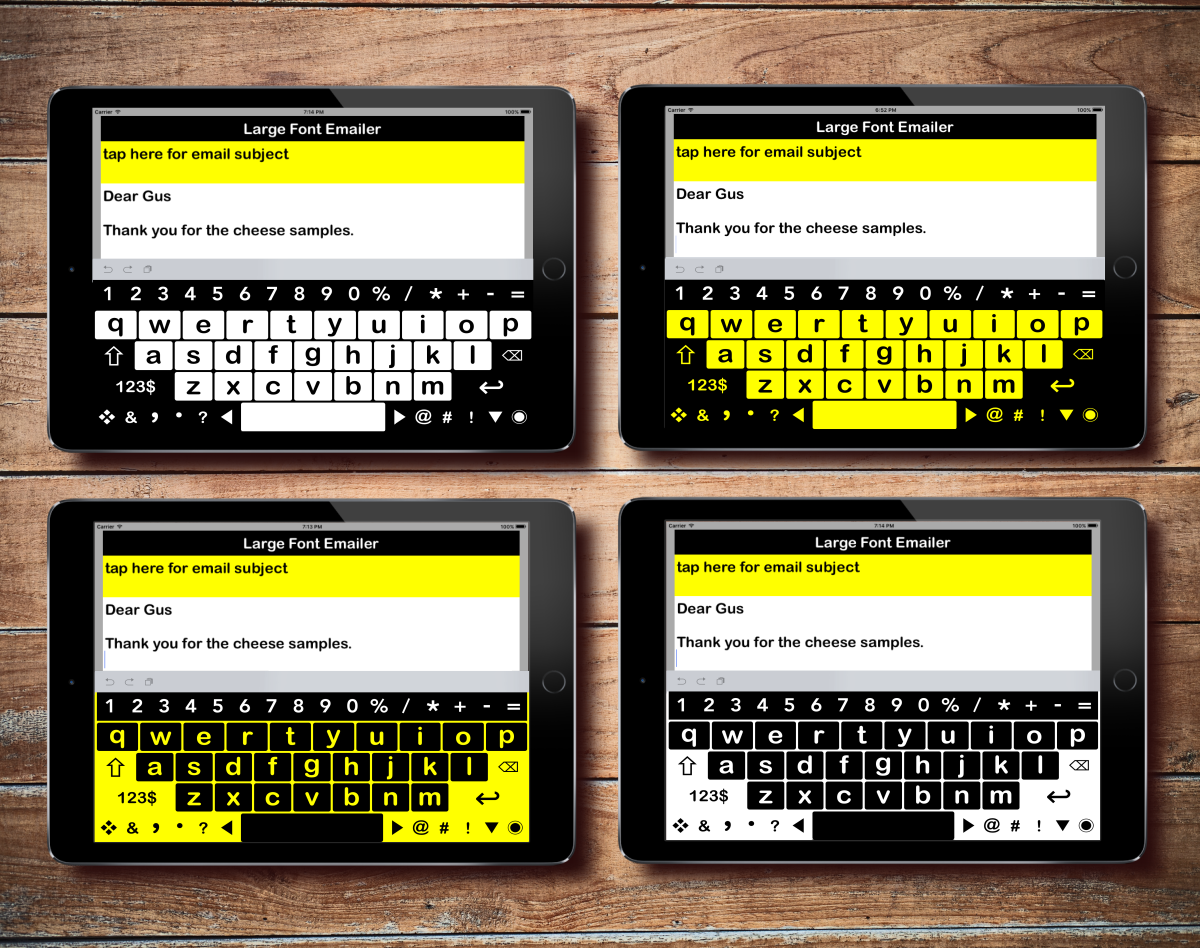 Carrier 7:14 PM 100%
Large Font Emailer
tap here for email subject
Dear Gus
Thank you for the cheese samples.
1 2 3 4 5 6 7 8 9 0 % / * + - =
q w e r t y u i o p
a s d f g h j k l
123$ z x c v b n m
& , . ? @ # !
Carrier 6:52 PM 100%
Large Font Emailer
tap here for email subject
Dear Gus
Thank you for the cheese samples.
1 2 3 4 5 6 7 8 9 0 % / * + - =
q w e r t y u i o p
a s d f g h j k l
123$ z x c v b n m
& , . ? @ # !
Carrier 7:13 PM 100%
Large Font Emailer
tap here for email subject
Dear Gus
Thank you for the cheese samples.
1 2 3 4 5 6 7 8 9 0 % / * + - =
q w e r t y u i o p
a s d f g h j k l
123$ z x c v b n m
& , . ? @ # !
Carrier 7:14 PM 100%
Large Font Emailer
tap here for email subject
Dear Gus
Thank you for the cheese samples.
1 2 3 4 5 6 7 8 9 0 % / * + - =
q w e r t y u i o p
a s d f g h j k l
123$ z x c v b n m
& , . ? @ # !